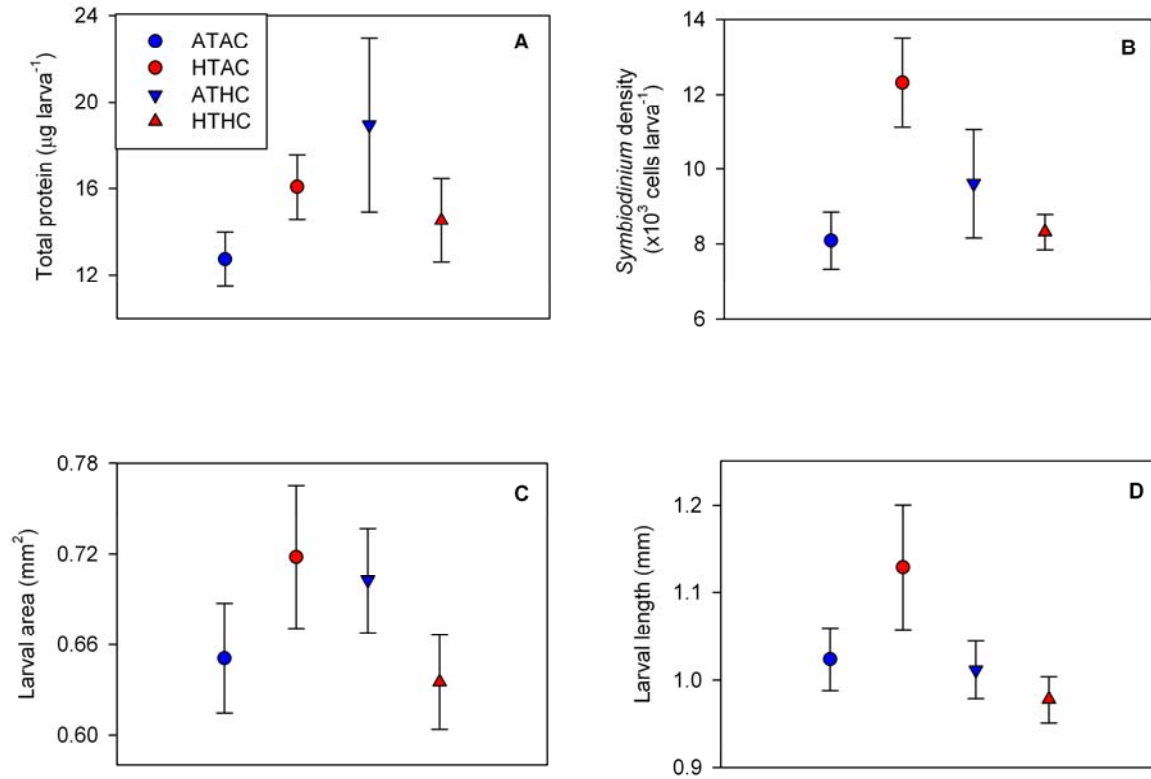 24
20
16
12
Total protein (μg larva⁻¹)
ATAC
HTAC
ATHC
HTHC
A
14
12
10
8
6
Symbiodinium density
(x10³ cells larva⁻¹)
B
0.78
0.72
0.66
0.60
Larval area (mm²)
C
1.2
1.1
1.0
0.9
Larval length (mm)
D